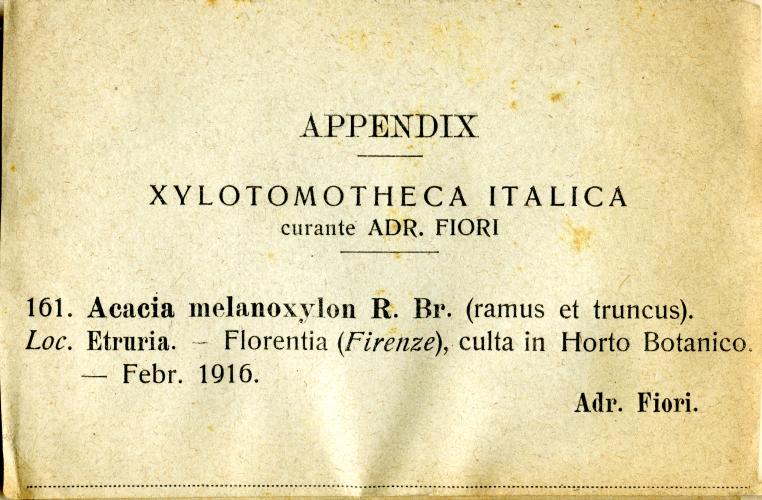 APPENDIX
XYLOTOMOTHECA ITALICA
curante ADR. FIORI
161. Acacia melanoxylon R. Br. (ramus et truncus).
Loc. Etruria. — Florentia (Firenze), culta in Horto Botanico.
— Febr. 1916.
Adr. Fiori.